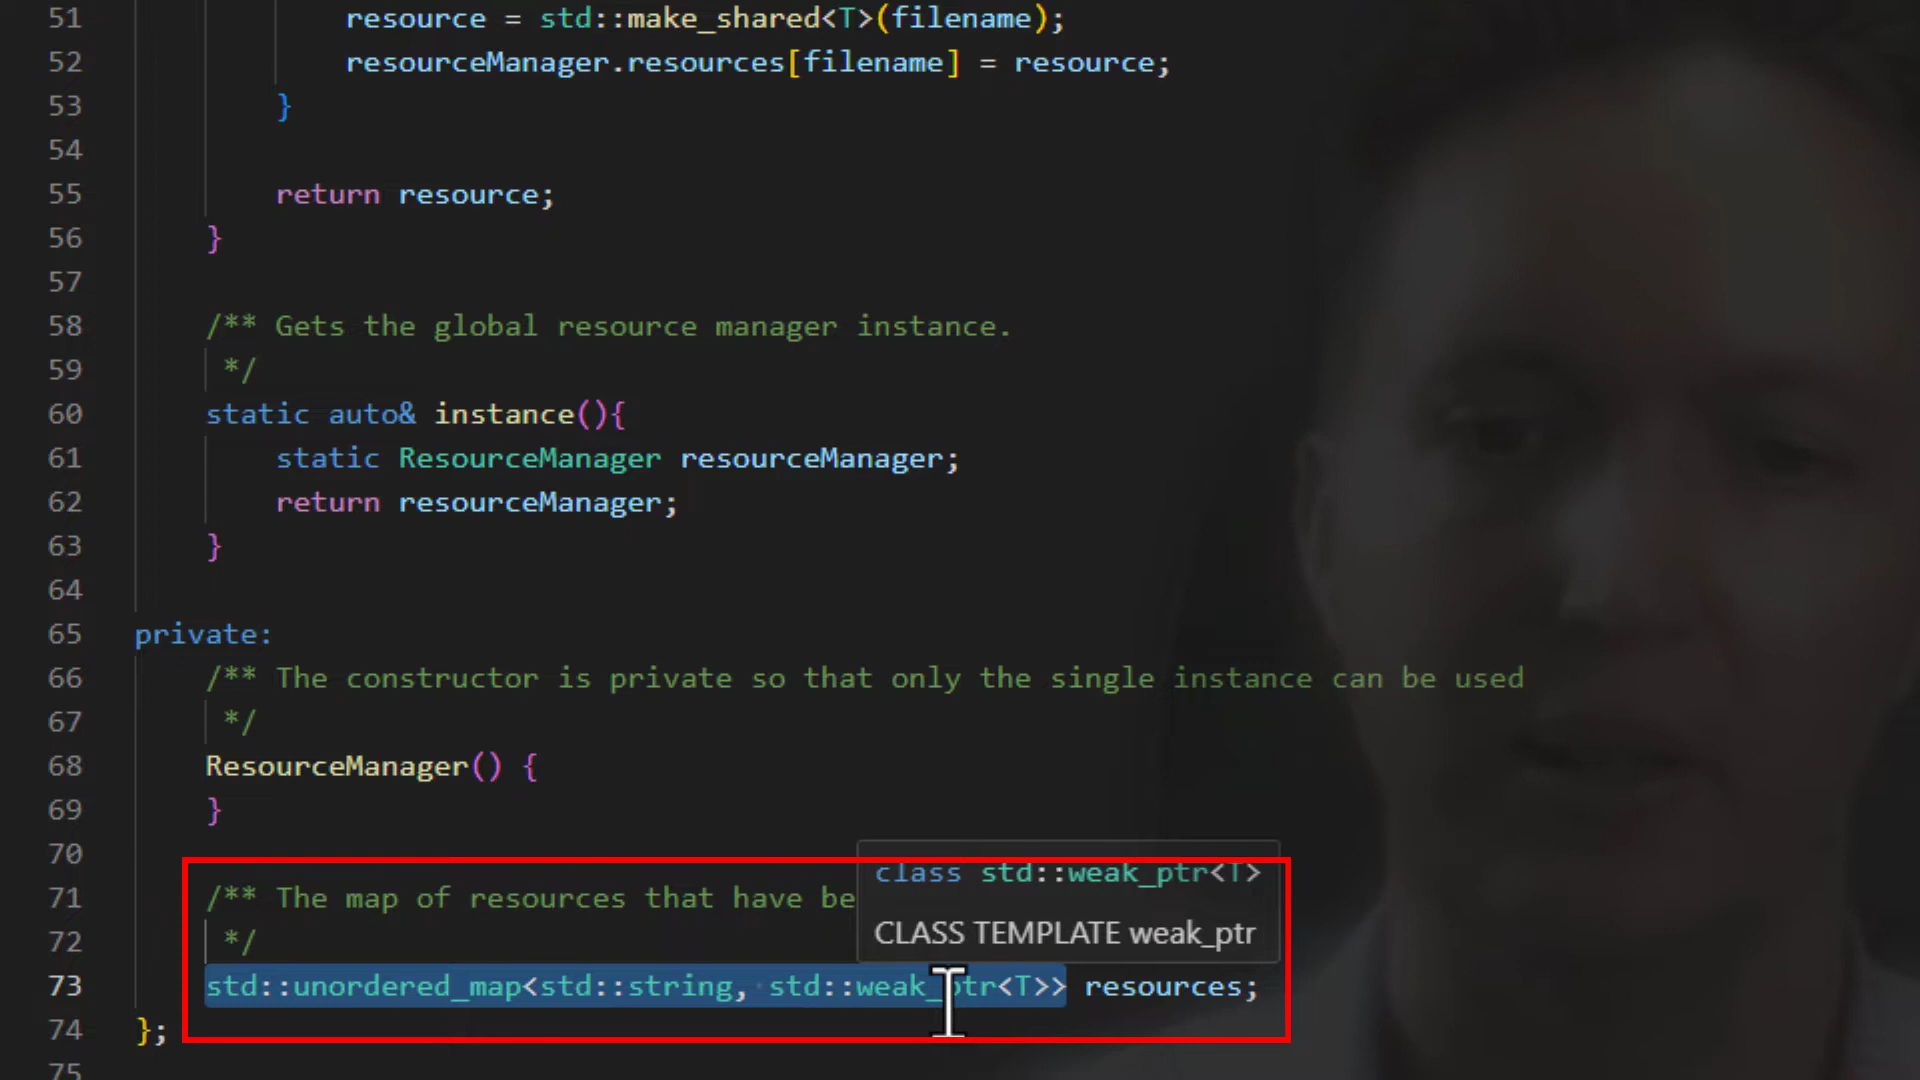 51 resource = std::make_shared<T>(filename);
52 resourceManager.resources[filename] = resource;
53 }
54
55 return resource;
56 }
57
58 /** Gets the global resource manager instance.
59 */
60 static auto& instance(){
61 static ResourceManager resourceManager;
62 return resourceManager;
63 }
64
65 private:
66 /** The constructor is private so that only the single instance can be used
67 */
68 ResourceManager() {
69 }
70
class std::weak_ptr<T>
71 /** The map of resources that have be
CLASS TEMPLATE weak_ptr
72 */
73 std::unordered_map<std::string, std::weak_ptr<T>> resources;
74 };
75